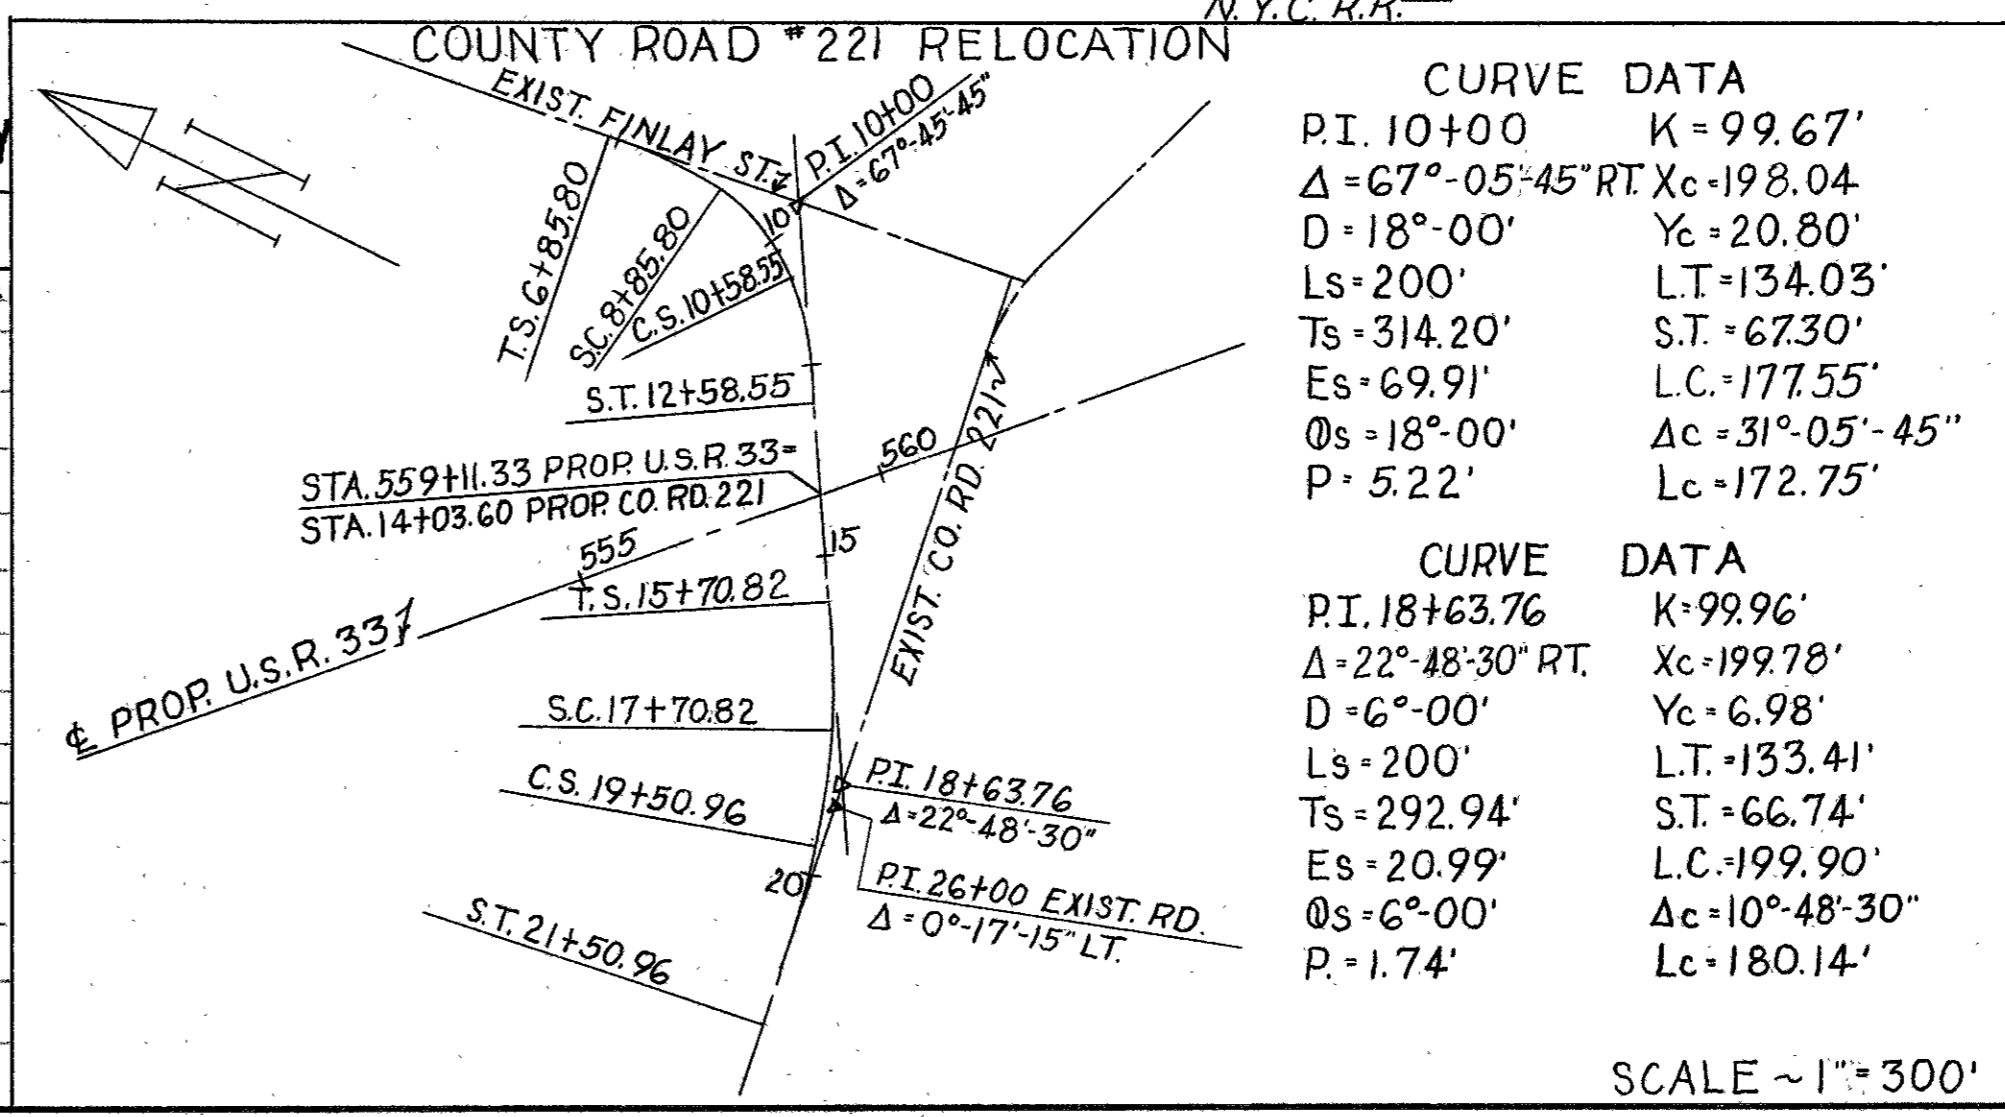 N. Y. C. R.R.
COUNTY ROAD #221 RELOCATION
EXIST. FINLAY ST.
P.I. 10+00
Δ=67°-45'-45"
10
T.S. 6+85.80
S.C. 8+85.80
C.S. 10+58.55
S.T. 12+58.55
STA. 559+11.33 PROP. U.S.R. 33=
STA. 14+03.60 PROP. CO. RD. 221
560
555
15
EXIST. CO. RD. 221
T.S. 15+70.82
℄ PROP. U.S.R. 33
S.C. 17+70.82
C.S. 19+50.96
P.I. 18+63.76
Δ=22°-48'-30"
20
P.I. 26+00 EXIST. RD.
Δ=0°-17'-15" LT.
S.T. 21+50.96
CURVE DATA
P.I. 10+00 K=99.67'
Δ=67°-05'-45" RT. Xc=198.04
D=18°-00' Yc=20.80'
Ls=200' L.T.=134.03'
Ts=314.20' S.T.=67.30'
Es=69.91' L.C.=177.55'
Θs=18°-00' Δc=31°-05'-45"
P=5.22' Lc=172.75'
CURVE DATA
P.I. 18+63.76 K=99.96'
Δ=22°-48'-30" RT. Xc=199.78'
D=6°-00' Yc=6.98'
Ls=200' L.T.=133.41'
Ts=292.94' S.T.=66.74'
Es=20.99' L.C.=199.90'
Θs=6°-00' Δc=10°-48'-30"
P.=1.74' Lc=180.14'
SCALE ~ 1"=300'